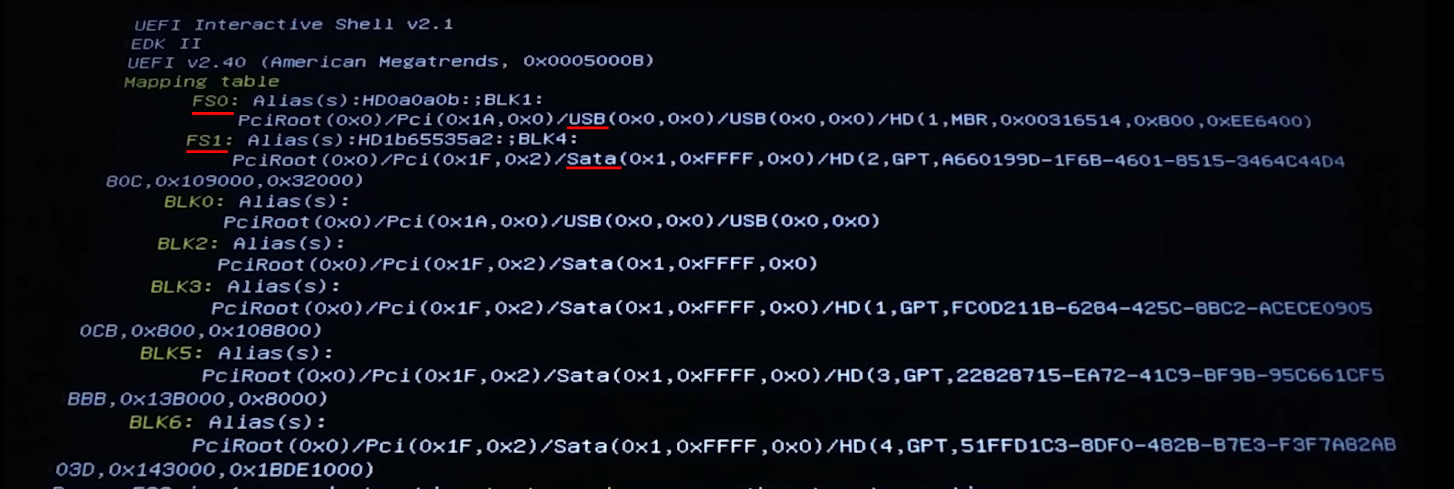 UEFI Interactive Shell v2.1
EDK II
UEFI v2.40 (American Megatrends, 0x0005000B)
Mapping table
FS0: Alias(s):HD0a0a0b:;BLK1:
PciRoot(0x0)/Pci(0x1A,0x0)/USB(0x0,0x0)/USB(0x0,0x0)/HD(1,MBR,0x00316514,0x800,0xEE6400)
FS1: Alias(s):HD1b65535a2:;BLK4:
PciRoot(0x0)/Pci(0x1F,0x2)/Sata(0x1,0xFFFF,0x0)/HD(2,GPT,A660199D-1F6B-4601-8515-3464C44D4
80C,0x109000,0x32000)
BLK0: Alias(s):
PciRoot(0x0)/Pci(0x1A,0x0)/USB(0x0,0x0)/USB(0x0,0x0)
BLK2: Alias(s):
PciRoot(0x0)/Pci(0x1F,0x2)/Sata(0x1,0xFFFF,0x0)
BLK3: Alias(s):
PciRoot(0x0)/Pci(0x1F,0x2)/Sata(0x1,0xFFFF,0x0)/HD(1,GPT,FC0D211B-6284-425C-8BC2-ACECE0905
0CB,0x800,0x108800)
BLK5: Alias(s):
PciRoot(0x0)/Pci(0x1F,0x2)/Sata(0x1,0xFFFF,0x0)/HD(3,GPT,22828715-EA72-41C9-BF9B-95C661CF5
BBB,0x13B000,0x8000)
BLK6: Alias(s):
PciRoot(0x0)/Pci(0x1F,0x2)/Sata(0x1,0xFFFF,0x0)/HD(4,GPT,51FFD1C3-8DF0-482B-B7E3-F3F7A82AB
03D,0x143000,0x1BDE1000)